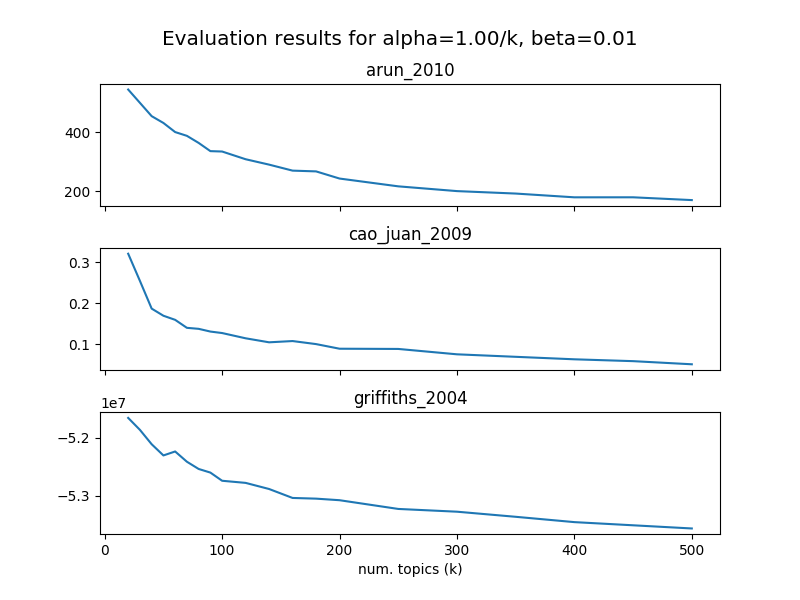 Evaluation results for alpha=1.00/k, beta=0.01
arun_2010
400
200
cao_juan_2009
0.3
0.2
0.1
1e7
griffiths_2004
−5.2
−5.3
0 100 200 300 400 500
num. topics (k)